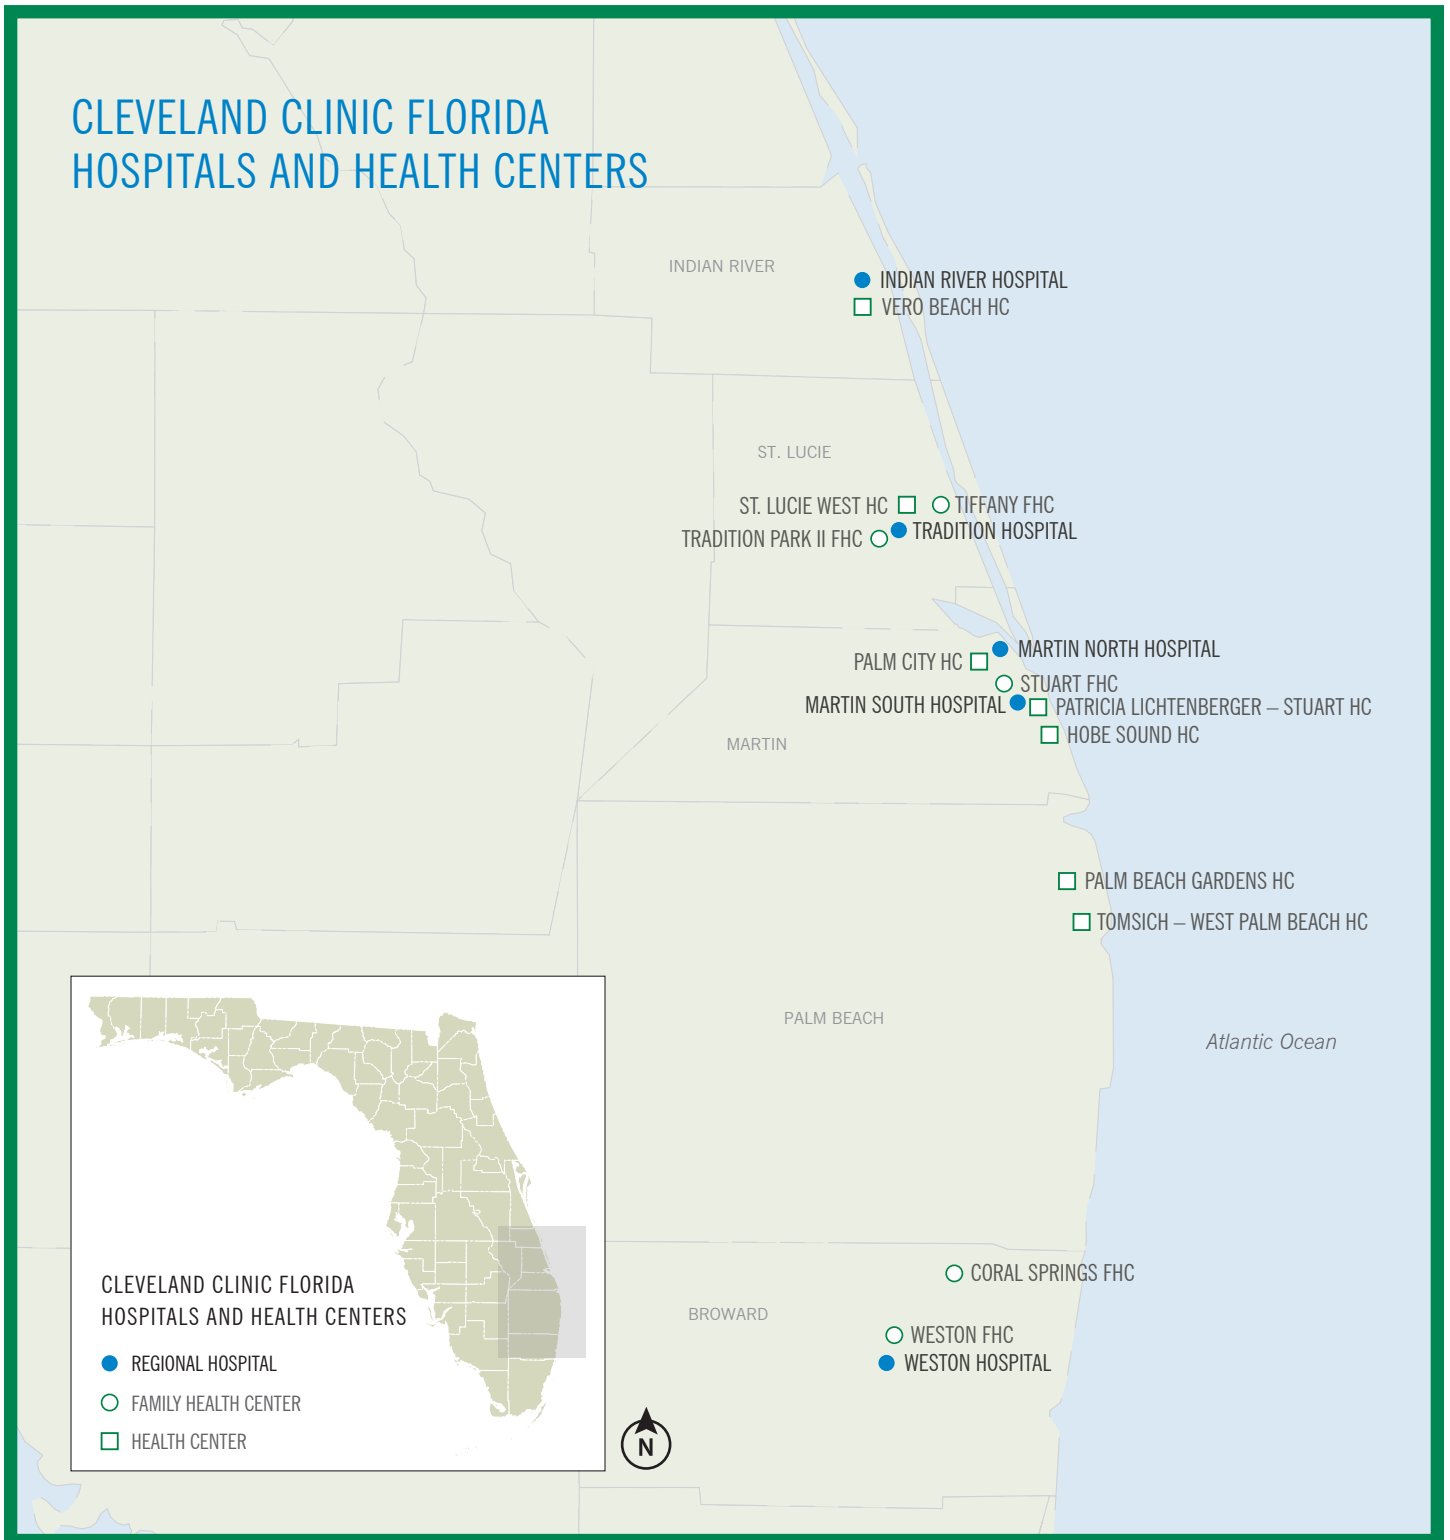 CLEVELAND CLINIC FLORIDA
HOSPITALS AND HEALTH CENTERS
INDIAN RIVER
INDIAN RIVER HOSPITAL
VERO BEACH HC
ST. LUCIE
ST. LUCIE WEST HC
TIFFANY FHC
TRADITION HOSPITAL
TRADITION PARK II FHC
MARTIN NORTH HOSPITAL
PALM CITY HC
STUART FHC
MARTIN SOUTH HOSPITAL
PATRICIA LICHTENBERGER – STUART HC
HOBE SOUND HC
MARTIN
PALM BEACH GARDENS HC
TOMSICH – WEST PALM BEACH HC
PALM BEACH
Atlantic Ocean
CORAL SPRINGS FHC
BROWARD
WESTON FHC
WESTON HOSPITAL
CLEVELAND CLINIC FLORIDA
HOSPITALS AND HEALTH CENTERS
REGIONAL HOSPITAL
FAMILY HEALTH CENTER
HEALTH CENTER
N